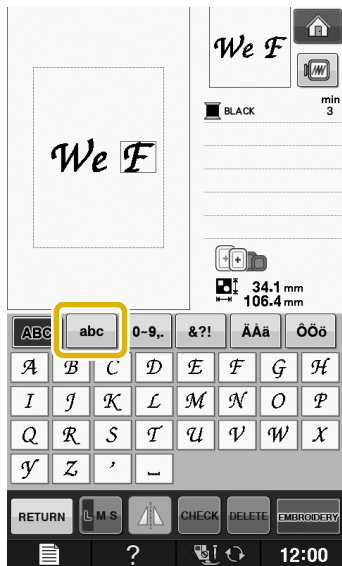 We F
min
BLACK 3
We F
34.1 mm
106.4 mm
ABC abc 0~9,. &?! ÄÅä ôÖö
A B C D E F G H
I J K L M N O P
Q R S T U V W X
Y Z ' ⎵
RETURN L M S CHECK DELETE EMBROIDERY
? 12:00